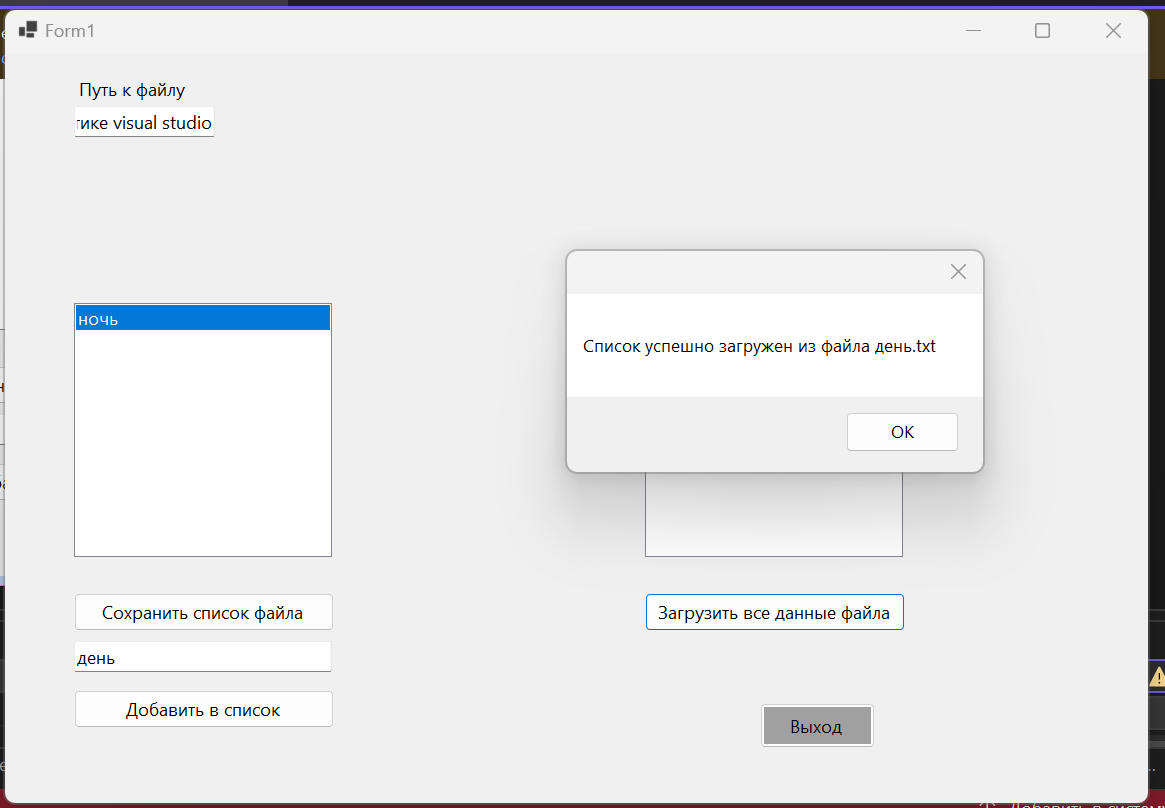 Form1
Путь к файлу
тике visual studio
ночь
Список успешно загружен из файла день.txt
OK
Сохранить список файла
Загрузить все данные файла
день
Добавить в список
Выход